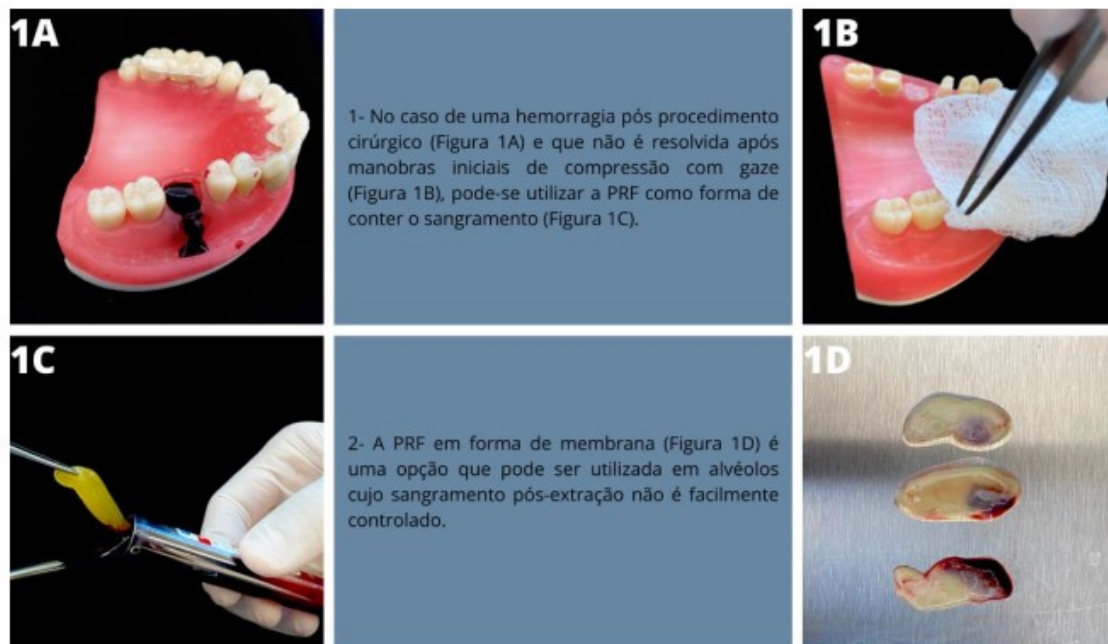 1A
1- No caso de uma hemorragia pós procedimento
cirúrgico (Figura 1A) e que não é resolvida após
manobras iniciais de compressão com gaze
(Figura 1B), pode-se utilizar a PRF como forma de
conter o sangramento (Figura 1C).
1B
1C
2- A PRF em forma de membrana (Figura 1D) é
uma opção que pode ser utilizada em alvéolos
cujo sangramento pós-extração não é facilmente
controlado.
1D